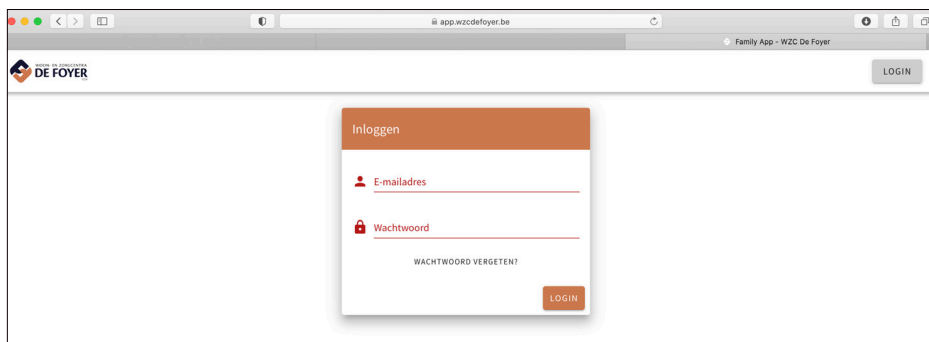 app.wzcdefoyer.be
Family App - WZC De Foyer
WOON- EN ZORGCENTRA
DE FOYER
LOGIN
Inloggen
E-mailadres
Wachtwoord
WACHTWOORD VERGETEN?
LOGIN